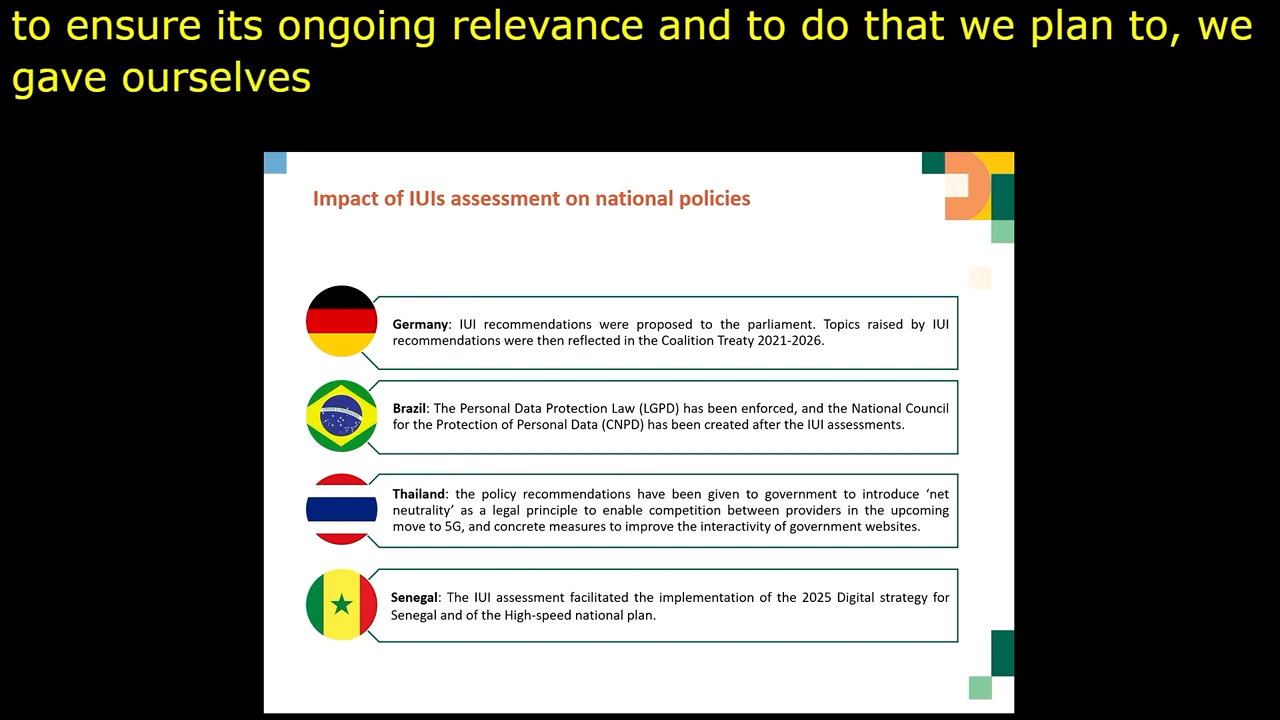 to ensure its ongoing relevance and to do that we plan to, we
gave ourselves
Impact of IUIs assessment on national policies
Germany: IUI recommendations were proposed to the parliament. Topics raised by IUI
recommendations were then reflected in the Coalition Treaty 2021-2026.
Brazil: The Personal Data Protection Law (LGPD) has been enforced, and the National Council
for the Protection of Personal Data (CNPD) has been created after the IUI assessments.
Thailand: the policy recommendations have been given to government to introduce ‘net
neutrality’ as a legal principle to enable competition between providers in the upcoming
move to 5G, and concrete measures to improve the interactivity of government websites.
Senegal: The IUI assessment facilitated the implementation of the 2025 Digital strategy for
Senegal and of the High-speed national plan.